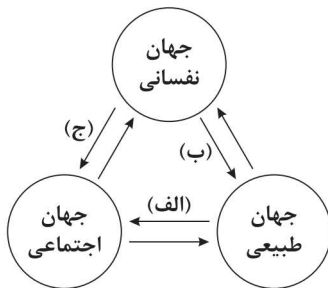 جهان
نفسانی
(ج)
(ب)
(الف)
جهان
طبیعی
جهان
اجتماعی